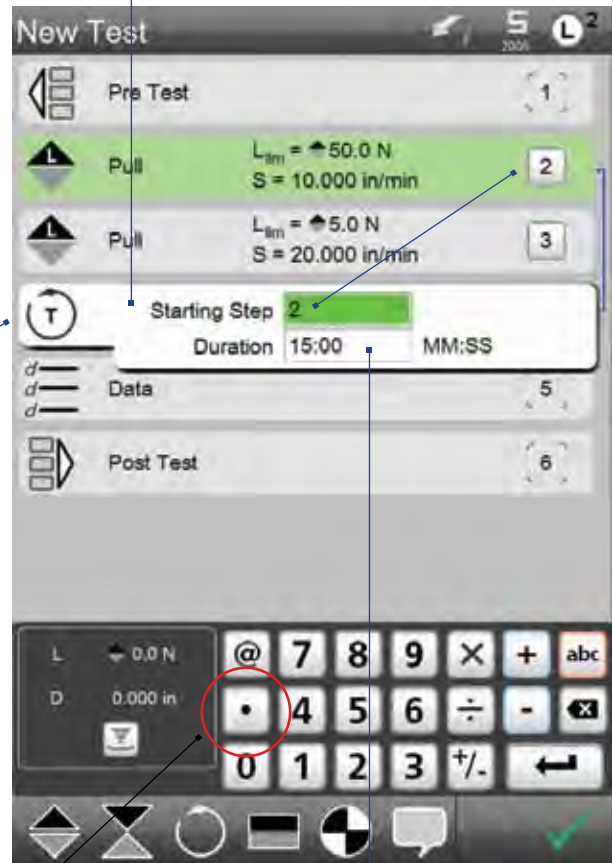 New Test S 2005 L 2
Pre Test 1
L Pull Llim = 50.0 N 2
S = 10.000 in/min
L Pull Llim = 5.0 N 3
S = 20.000 in/min
T Starting Step 2
Duration 15:00 MM:SS
d
d Data 5
d
Post Test 6
L 0.0 N @ 7 8 9 × + abc
D 0.000 in • 4 5 6 ÷ -
0 1 2 3 +/-